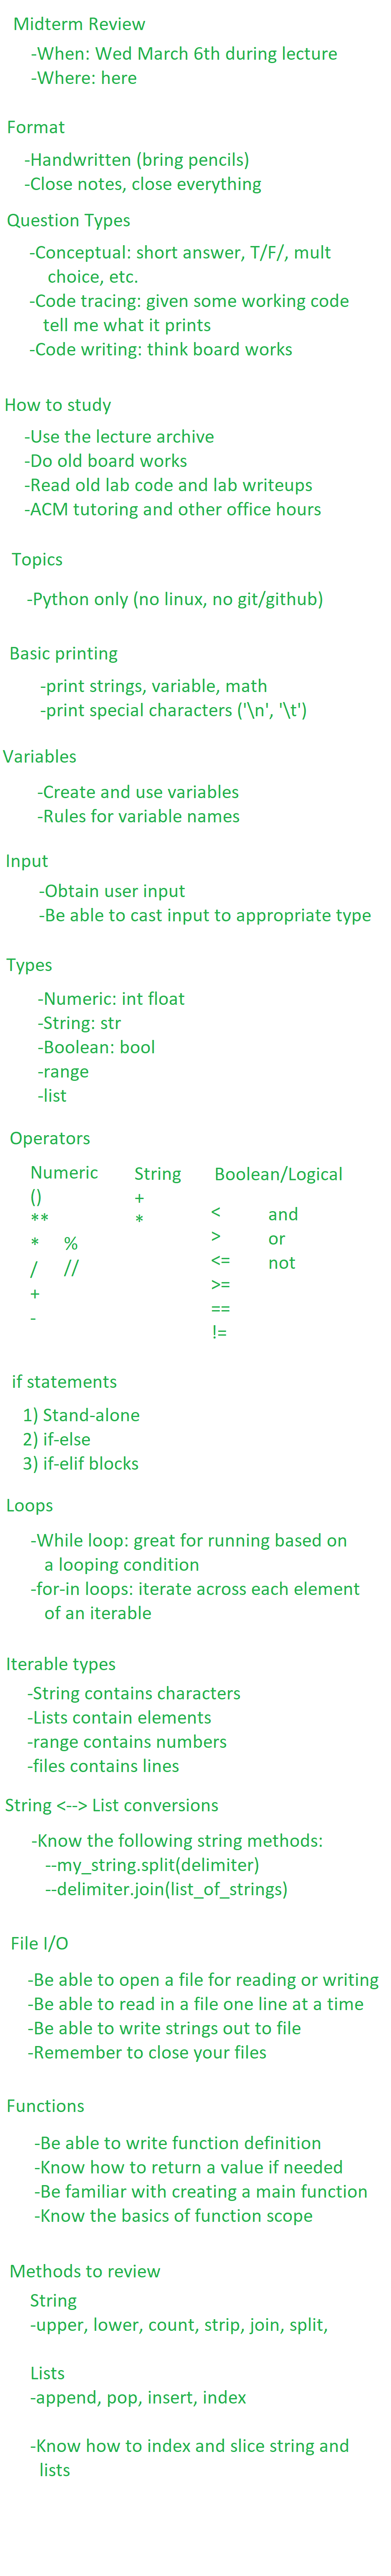 Midterm Review
-When: Wed March 6th during lecture
-Where: here
Format
-Handwritten (bring pencils)
-Close notes, close everything
Question Types
-Conceptual: short answer, T/F/, mult
choice, etc.
-Code tracing: given some working code
tell me what it prints
-Code writing: think board works
How to study
-Use the lecture archive
-Do old board works
-Read old lab code and lab writeups
-ACM tutoring and other office hours
Topics
-Python only (no linux, no git/github)
Basic printing
-print strings, variable, math
-print special characters ('\n', '\t')
Variables
-Create and use variables
-Rules for variable names
Input
-Obtain user input
-Be able to cast input to appropriate type
Types
-Numeric: int float
-String: str
-Boolean: bool
-range
-list
Operators
Numeric
()
**
* %
/ //
+
-
String
+
*
Boolean/Logical
<
>
<=
>=
==
!=
and
or
not
if statements
1) Stand-alone
2) if-else
3) if-elif blocks
Loops
-While loop: great for running based on
a looping condition
-for-in loops: iterate across each element
of an iterable
Iterable types
-String contains characters
-Lists contain elements
-range contains numbers
-files contains lines
String <--> List conversions
-Know the following string methods:
--my_string.split(delimiter)
--delimiter.join(list_of_strings)
File I/O
-Be able to open a file for reading or writing
-Be able to read in a file one line at a time
-Be able to write strings out to file
-Remember to close your files
Functions
-Be able to write function definition
-Know how to return a value if needed
-Be familiar with creating a main function
-Know the basics of function scope
Methods to review
String
-upper, lower, count, strip, join, split,
Lists
-append, pop, insert, index
-Know how to index and slice string and
lists